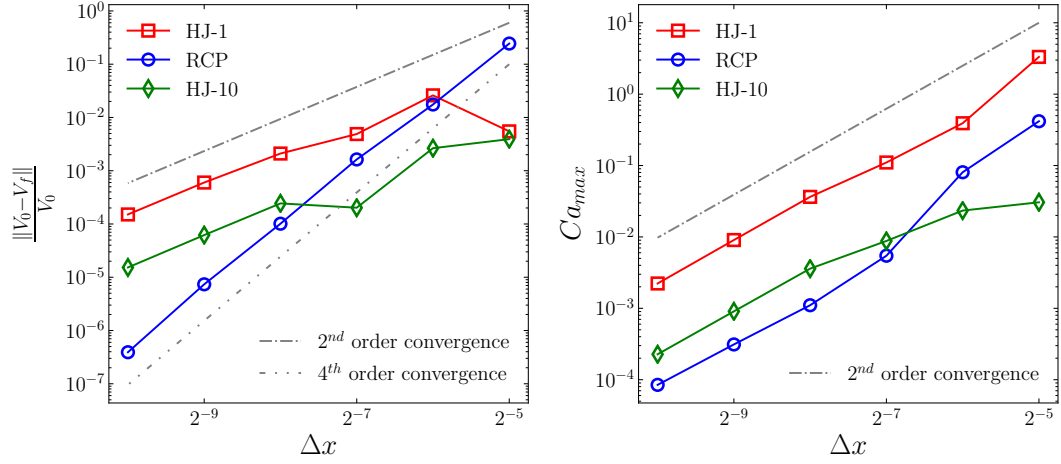 10^0
10^{-1}
10^{-2}
10^{-3}
10^{-4}
10^{-5}
10^{-6}
10^{-7}
\frac{\|V_0-V_f\|}{V_0}
HJ-1
RCP
HJ-10
2^{nd} order convergence
4^{th} order convergence
2^{-9} 2^{-7} 2^{-5}
Δx
10^1
10^0
10^{-1}
10^{-2}
10^{-3}
10^{-4}
Ca_{max}
HJ-1
RCP
HJ-10
2^{nd} order convergence
2^{-9} 2^{-7} 2^{-5}
Δx